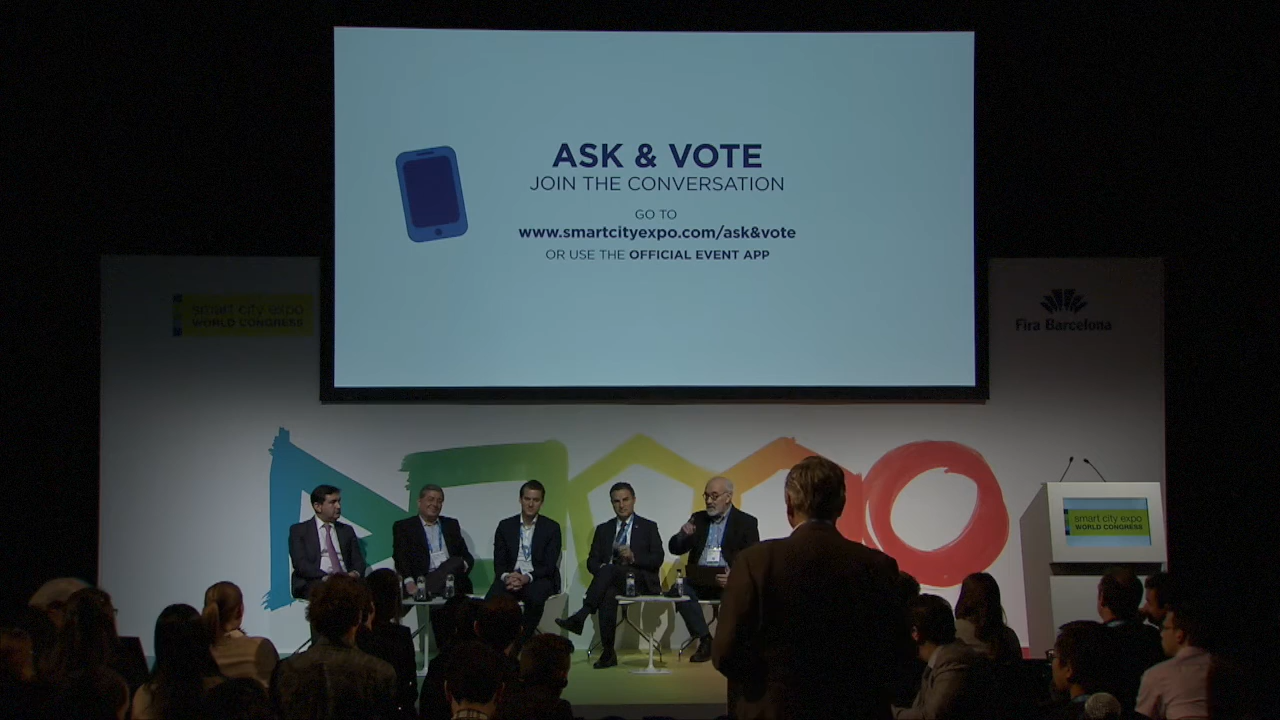 ASK & VOTE
JOIN THE CONVERSATION
GO TO
www.smartcityexpo.com/ask&vote
OR USE THE OFFICIAL EVENT APP
smart city expo
WORLD CONGRESS
Fira Barcelona
smart city expo
WORLD CONGRESS